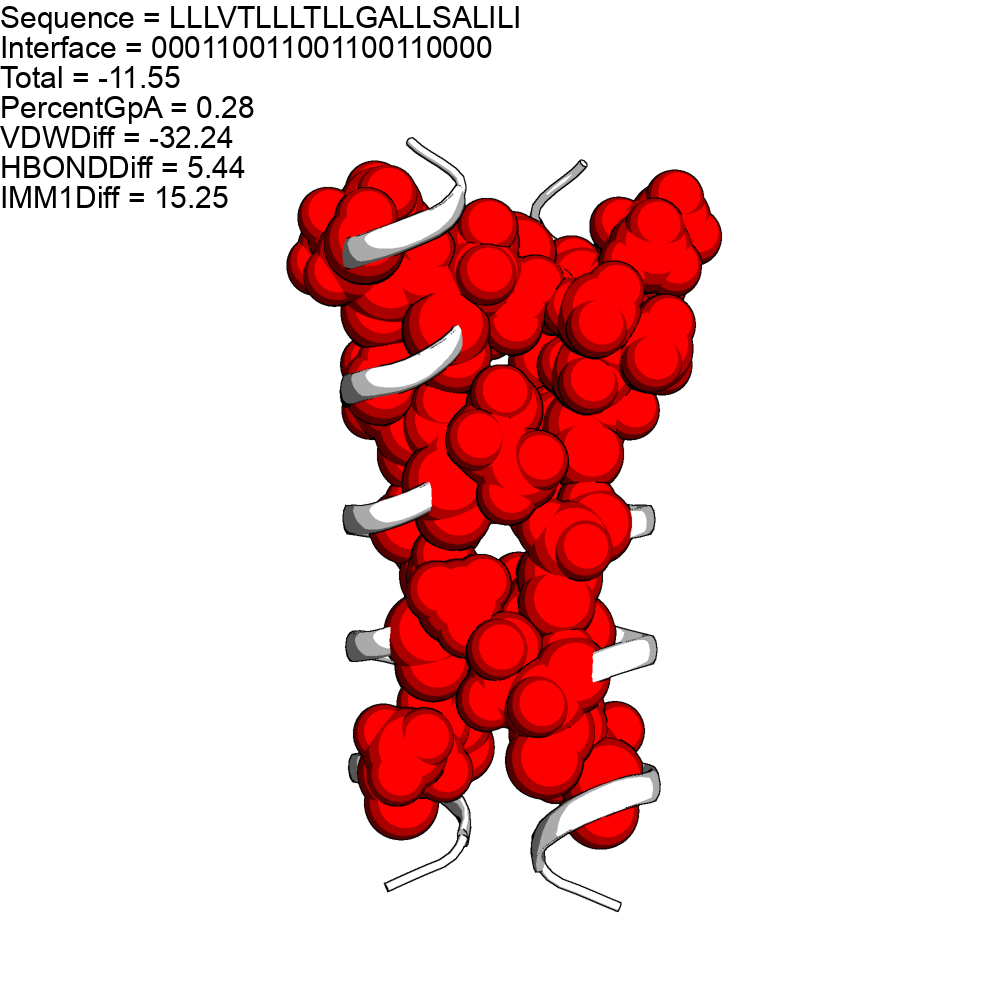 Sequence = LLLVTLLLTLLGALLSALILI
Interface = 000110011001100110000
Total = -11.55
PercentGpA = 0.28
VDWDiff = -32.24
HBONDDiff = 5.44
IMM1Diff = 15.25